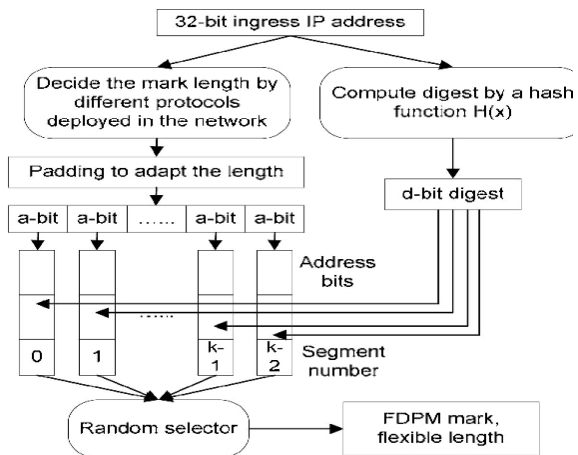 32-bit ingress IP address
Decide the mark length by
different protocols
deployed in the network
Compute digest by a hash
function H(x)
Padding to adapt the length
d-bit digest
a-bit a-bit ...... a-bit a-bit
Address
bits
......
0 1 k-1 k-2
Segment
number
Random selector
FDPM mark,
flexible length